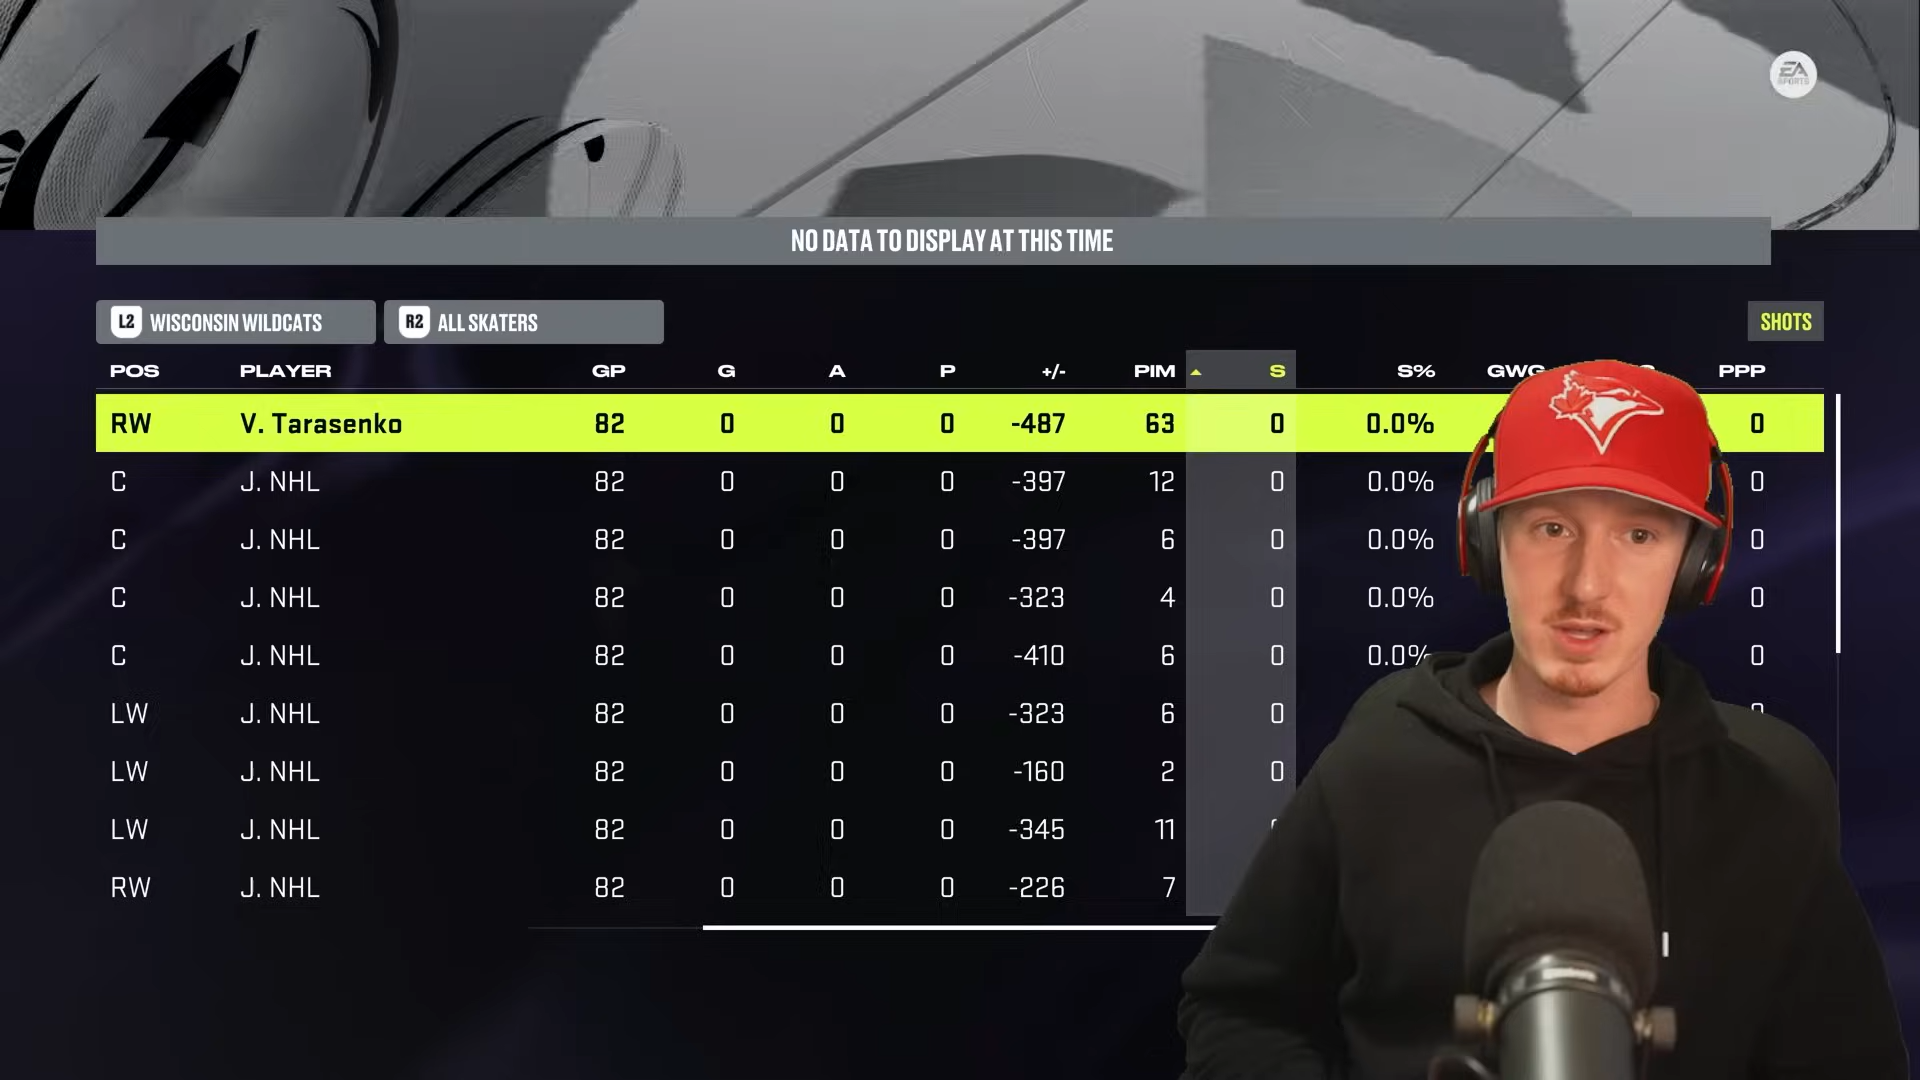 EA
SPORTS
NO DATA TO DISPLAY AT THIS TIME
L2 WISCONSIN WILDCATS R2 ALL SKATERS SHOTS
POS PLAYER GP G A P +/- PIM S S% GWG PPP
RW V. Tarasenko 82 0 0 0 -487 63 0 0.0% 0
C J. NHL 82 0 0 0 -397 12 0 0.0% 0
C J. NHL 82 0 0 0 -397 6 0 0.0% 0
C J. NHL 82 0 0 0 -323 4 0 0.0% 0
C J. NHL 82 0 0 0 -410 6 0 0.0% 0
LW J. NHL 82 0 0 0 -323 6 0
LW J. NHL 82 0 0 0 -160 2 0
LW J. NHL 82 0 0 0 -345 11
RW J. NHL 82 0 0 0 -226 7